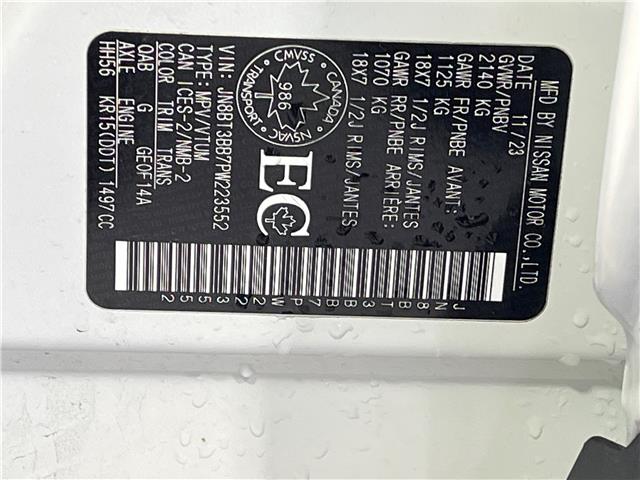 MFD BY NISSAN MOTOR CO.,LTD.
DATE 11/23
GVWR/PNBV
2140 KG
GAWR FR/PNBE AVANT:
1125 KG
18X7 1/2J RIMS/JANTES
GAWR RR/PNBE ARRIÈRE:
1070 KG
18X7 1/2J RIMS/JANTES
CMVSS
CANADA
NSVAC
TRANSPORT
986
EC
VIN: JN8BT3BB7PW223552
TYPE: MPV/VTUM
CAN ICES-2/NMB-2
COLOR TRIM TRANS
QAB G GEOF14A
AXLE ENGINE
HH56 KR15(DDT) 1497CC
JN8BT3BB7PW223552